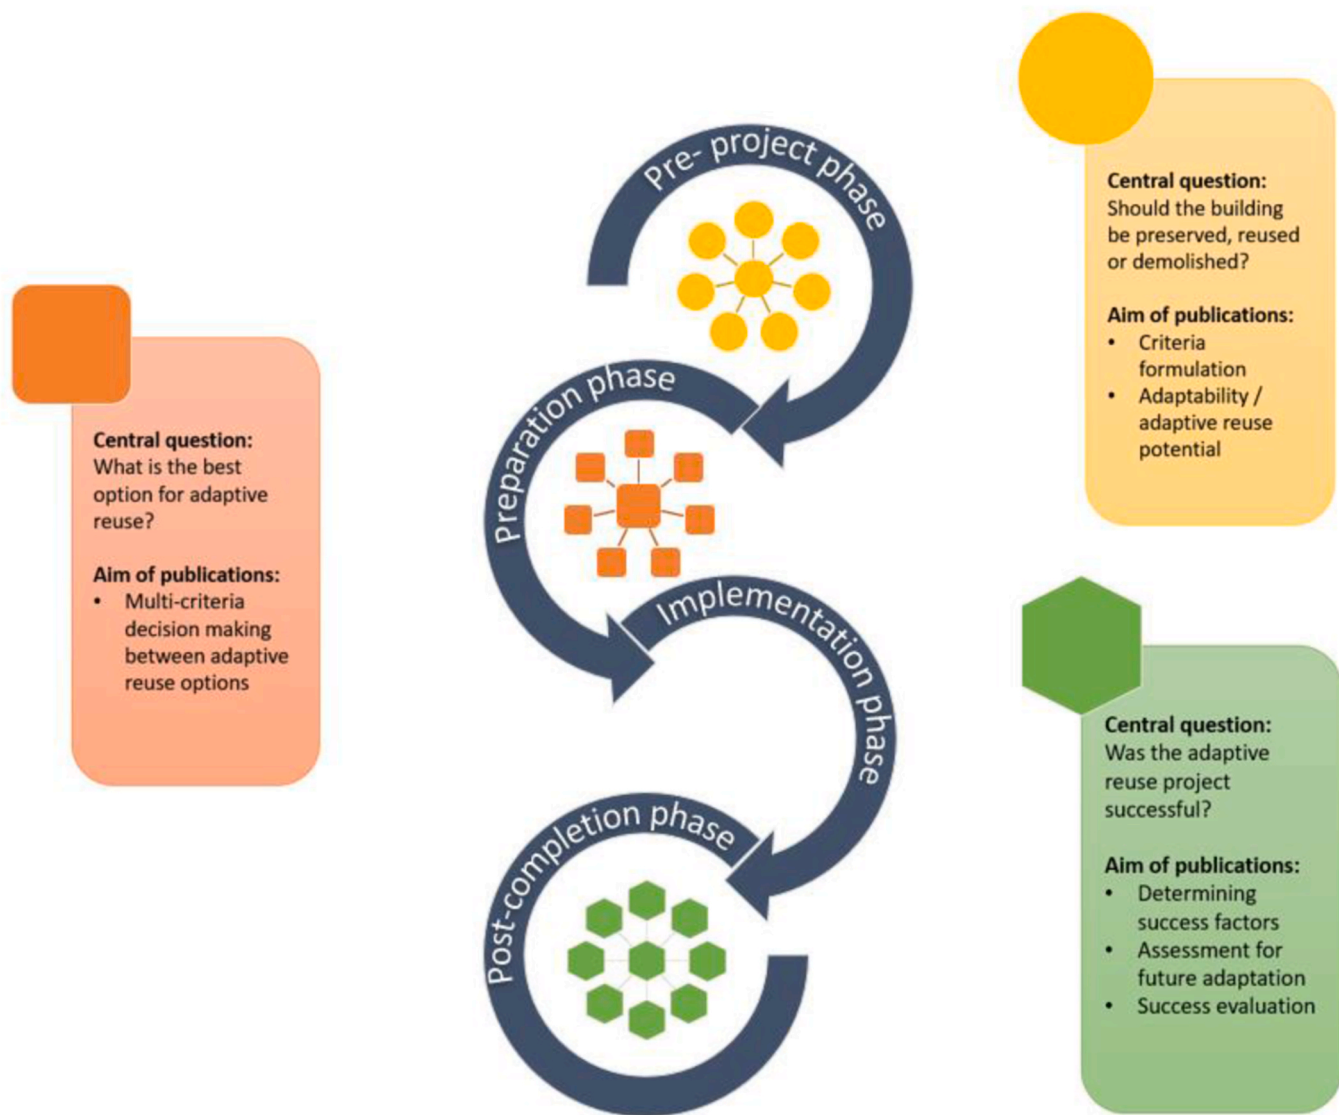 Pre- project phase
Central question:
Should the building
be preserved, reused
or demolished?
Aim of publications:
• Criteria
formulation
• Adaptability /
adaptive reuse
potential
Preparation phase
Central question:
What is the best
option for adaptive
reuse?
Aim of publications:
• Multi-criteria
decision making
between adaptive
reuse options
Implementation phase
Post-completion phase
Central question:
Was the adaptive
reuse project
successful?
Aim of publications:
• Determining
success factors
• Assessment for
future adaptation
• Success evaluation